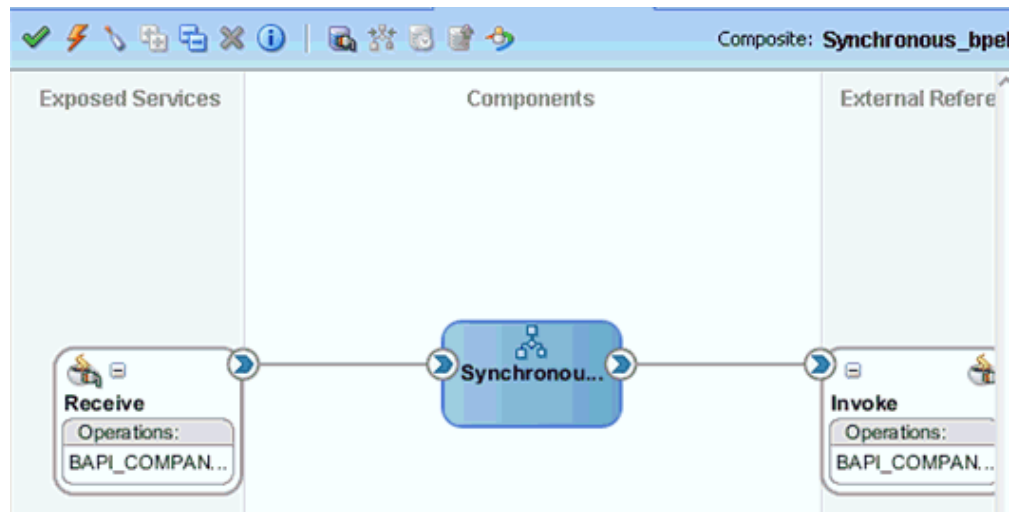 Composite: Synchronous_bpel
Exposed Services
Components
External Refere
Synchronou...
Receive
Operations:
BAPI_COMPAN...
Invoke
Operations:
BAPI_COMPAN...